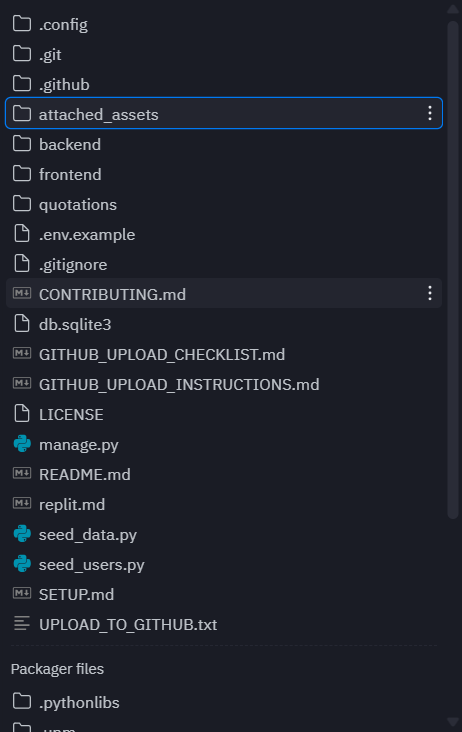 .config
.git
.github
attached_assets
backend
frontend
quotations
.env.example
.gitignore
CONTRIBUTING.md
db.sqlite3
GITHUB_UPLOAD_CHECKLIST.md
GITHUB_UPLOAD_INSTRUCTIONS.md
LICENSE
manage.py
README.md
replit.md
seed_data.py
seed_users.py
SETUP.md
UPLOAD_TO_GITHUB.txt
Packager files
.pythonlibs